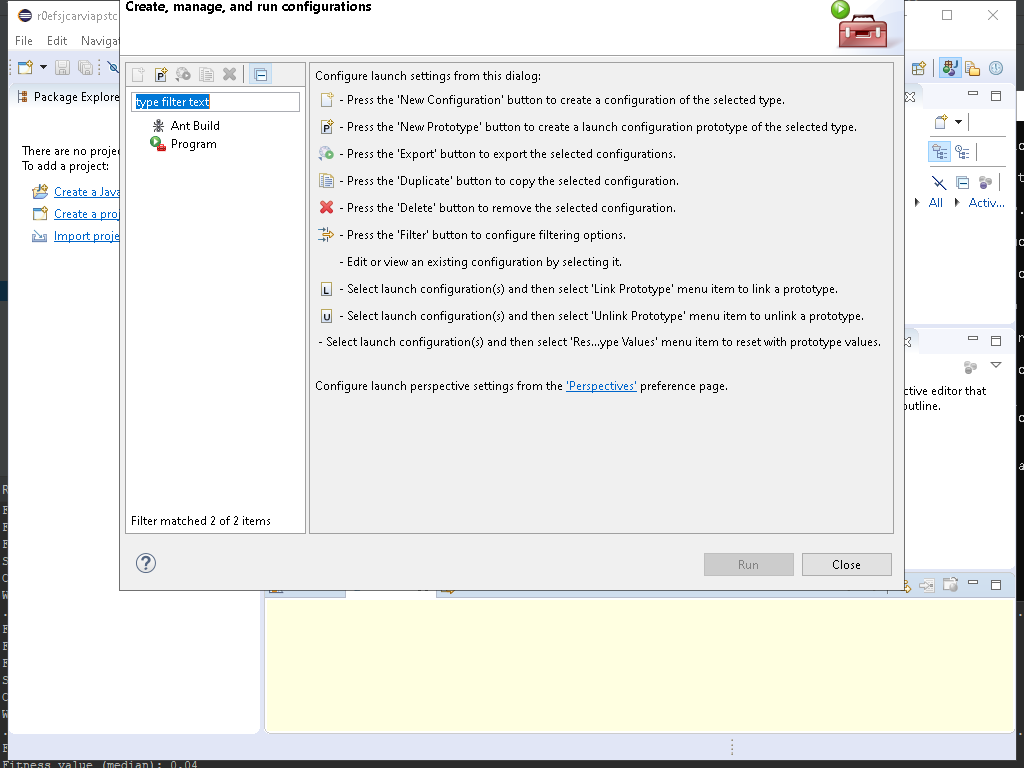 Create, manage, and run configurations
r0efsjcarviapstc
File Edit Naviga
Package Explore
There are no proje
To add a project:
Create a Java
Create a proj
Import proje
type filter text
Ant Build
Program
Filter matched 2 of 2 items
Configure launch settings from this dialog:
- Press the 'New Configuration' button to create a configuration of the selected type.
- Press the 'New Prototype' button to create a launch configuration prototype of the selected type.
- Press the 'Export' button to export the selected configurations.
- Press the 'Duplicate' button to copy the selected configuration.
- Press the 'Delete' button to remove the selected configuration.
- Press the 'Filter' button to configure filtering options.
- Edit or view an existing configuration by selecting it.
L - Select launch configuration(s) and then select 'Link Prototype' menu item to link a prototype.
U - Select launch configuration(s) and then select 'Unlink Prototype' menu item to unlink a prototype.
- Select launch configuration(s) and then select 'Res...ype Values' menu item to reset with prototype values.
Configure launch perspective settings from the 'Perspectives' preference page.
Run Close
All Activ...
ctive editor that
outline.
Fitness value (median): 0.04